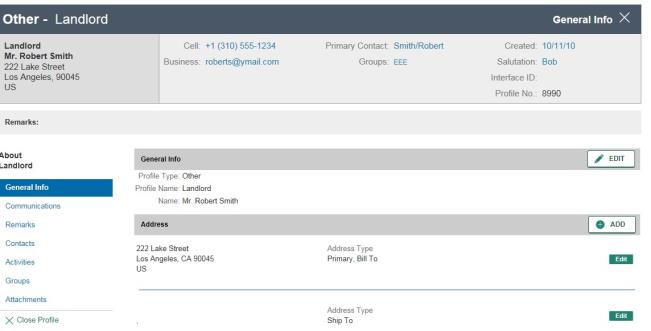 Other - Landlord
General Info ×
Landlord
Mr. Robert Smith
222 Lake Street
Los Angeles, 90045
US
Cell: +1 (310) 555-1234
Business: roberts@ymail.com
Primary Contact: Smith/Robert
Groups: EEE
Created: 10/11/10
Salutation: Bob
Interface ID:
Profile No.: 8990
Remarks:
About
Landlord
General Info
Communications
Remarks
Contacts
Activities
Groups
Attachments
× Close Profile
General Info
EDIT
Profile Type: Other
Profile Name: Landlord
Name: Mr. Robert Smith
Address
ADD
222 Lake Street
Los Angeles, CA 90045
US
Address Type
Primary, Bill To
Edit
,
Address Type
Ship To
Edit